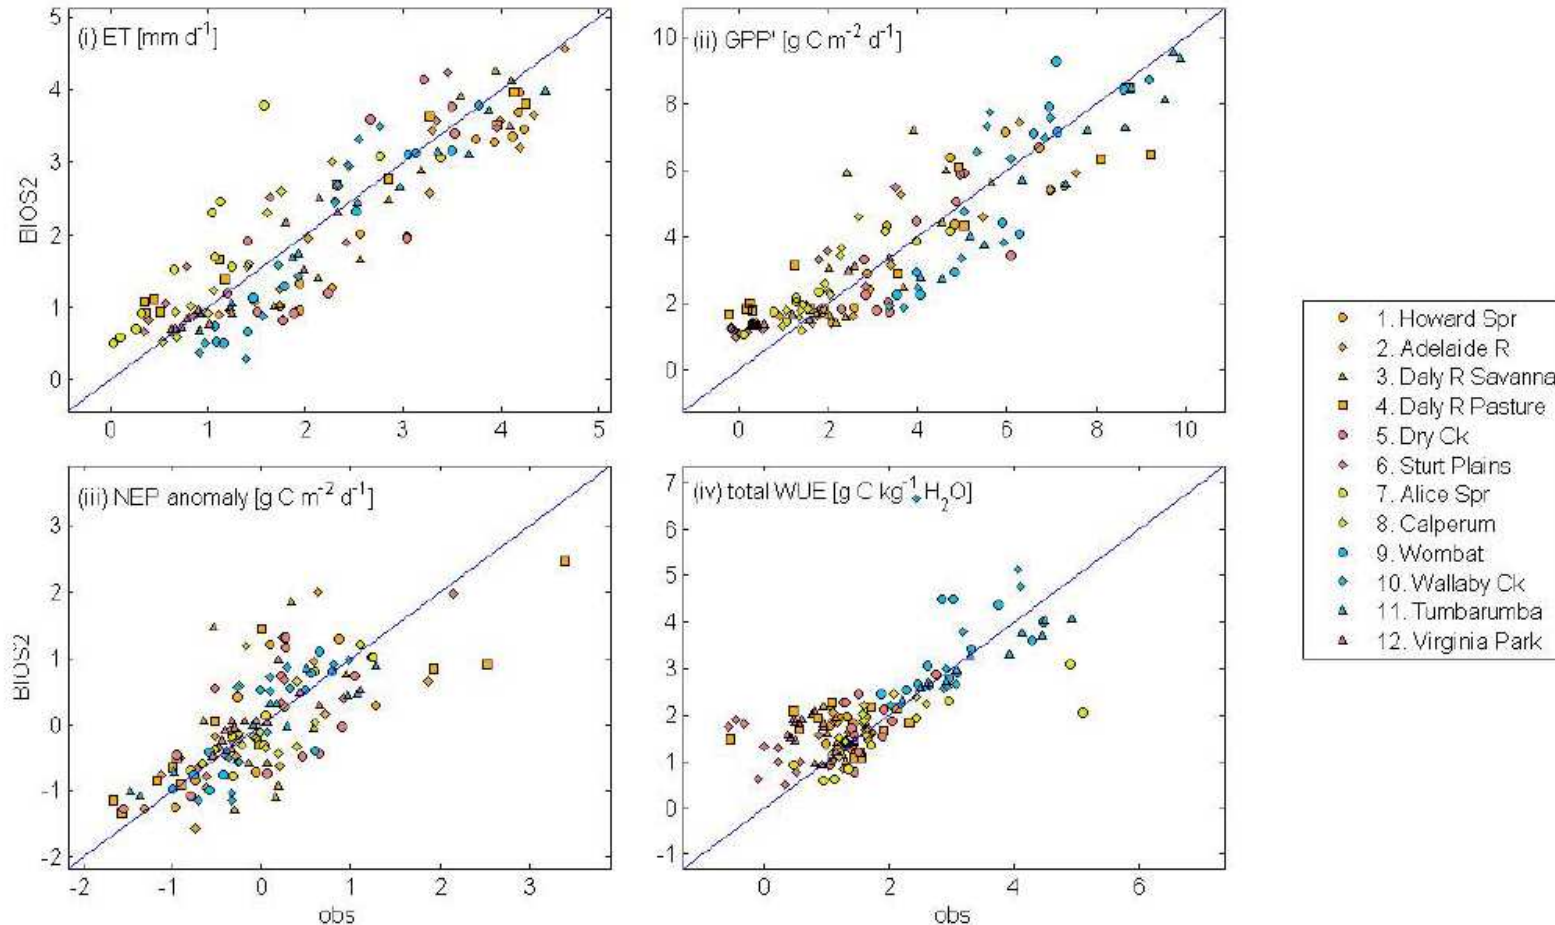 (i) ET [mm d⁻¹]
5
4
3
2
1
0
BIOS2
0 1 2 3 4 5
(ii) GPP' [g C m⁻² d⁻¹]
10
8
6
4
2
0
0 2 4 6 8 10
(iii) NEP anomaly [g C m⁻² d⁻¹]
3
2
1
0
-1
-2
BIOS2
-2 -1 0 1 2 3
obs
(iv) total WUE [g C kg⁻¹ H₂O]
7
6
5
4
3
2
1
0
-1
0 2 4 6
obs
1. Howard Spr
2. Adelaide R
3. Daly R Savanna
4. Daly R Pasture
5. Dry Ck
6. Sturt Plains
7. Alice Spr
8. Calperum
9. Wombat
10. Wallaby Ck
11. Tumbarumba
12. Virginia Park